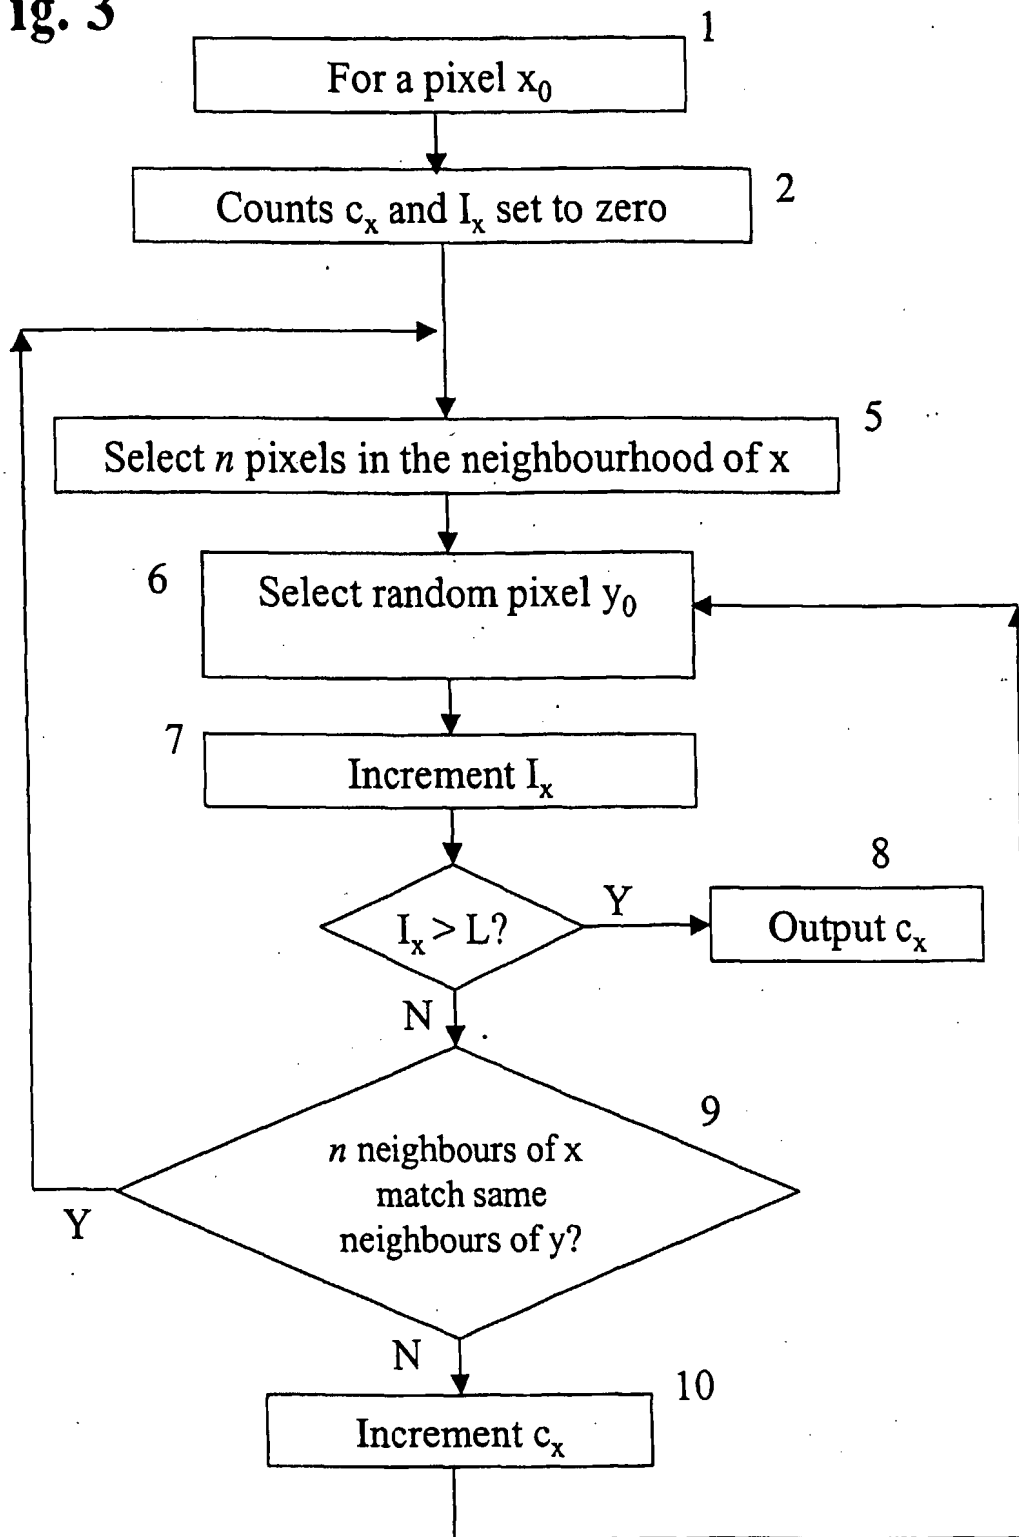 ig. 3
1
For a pixel x₀
2
Counts cₓ and Iₓ set to zero
5
Select n pixels in the neighbourhood of x
6
Select random pixel y₀
7
Increment Iₓ
8
Iₓ > L?
Y
Output cₓ
N
9
n neighbours of x
match same
neighbours of y?
Y
N
10
Increment cₓ